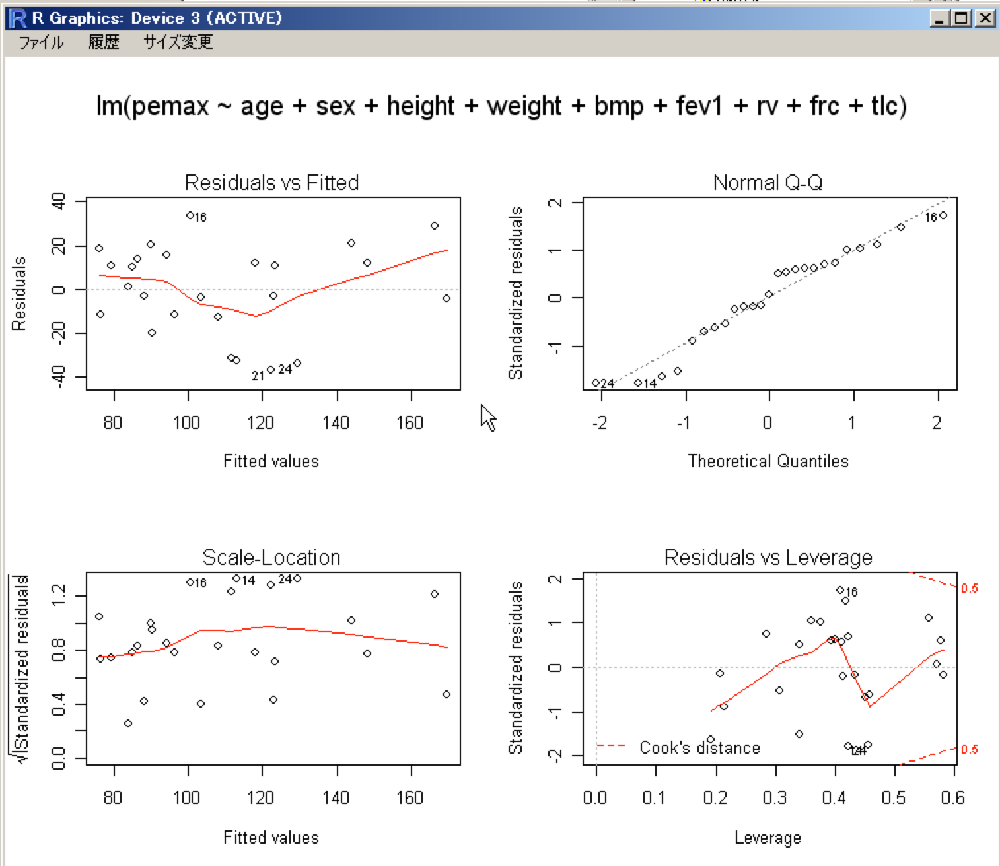 R Graphics: Device 3 (ACTIVE)
ファイル 履歴 サイズ変更
lm(pemax ~ age + sex + height + weight + bmp + fev1 + rv + frc + tlc)
Residuals vs Fitted
Residuals
40
20
0
-20
-40
16
21
24
80 100 120 140 160
Fitted values
Normal Q-Q
Standardized residuals
2
1
0
-1
16
24
14
-2 -1 0 1 2
Theoretical Quantiles
Scale-Location
√|Standardized residuals|
1.2
0.8
0.4
0.0
16
14
24
80 100 120 140 160
Fitted values
Residuals vs Leverage
Standardized residuals
2
1
0
-1
-2
16
0.5
0.5
Cook's distance
0.0 0.1 0.2 0.3 0.4 0.5 0.6
Leverage